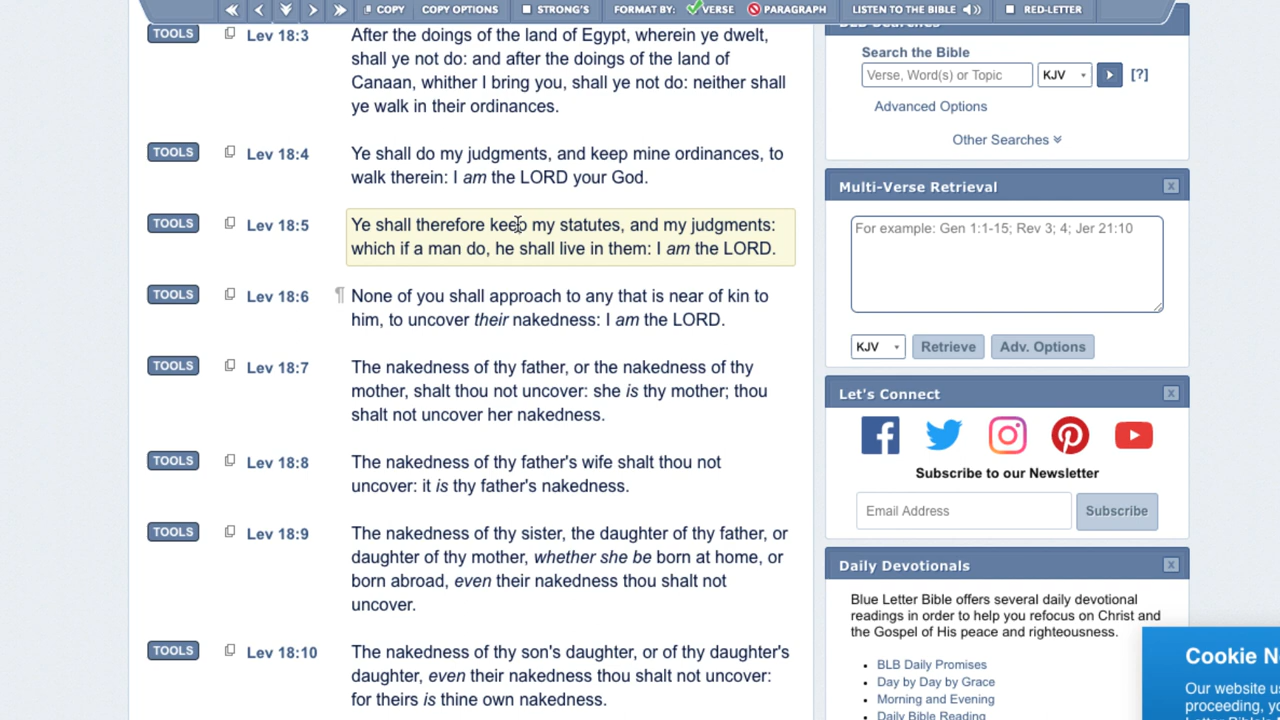 COPY COPY OPTIONS STRONG'S FORMAT BY: VERSE PARAGRAPH LISTEN TO THE BIBLE RED-LETTER
TOOLS Lev 18:3 After the doings of the land of Egypt, wherein ye dwelt,
shall ye not do: and after the doings of the land of
Canaan, whither I bring you, shall ye not do: neither shall
ye walk in their ordinances.
TOOLS Lev 18:4 Ye shall do my judgments, and keep mine ordinances, to
walk therein: I am the LORD your God.
TOOLS Lev 18:5 Ye shall therefore keep my statutes, and my judgments:
which if a man do, he shall live in them: I am the LORD.
TOOLS Lev 18:6 ¶ None of you shall approach to any that is near of kin to
him, to uncover their nakedness: I am the LORD.
TOOLS Lev 18:7 The nakedness of thy father, or the nakedness of thy
mother, shalt thou not uncover: she is thy mother; thou
shalt not uncover her nakedness.
TOOLS Lev 18:8 The nakedness of thy father's wife shalt thou not
uncover: it is thy father's nakedness.
TOOLS Lev 18:9 The nakedness of thy sister, the daughter of thy father, or
daughter of thy mother, whether she be born at home, or
born abroad, even their nakedness thou shalt not
uncover.
TOOLS Lev 18:10 The nakedness of thy son's daughter, or of thy daughter's
daughter, even their nakedness thou shalt not uncover:
for theirs is thine own nakedness.
BLB Searches
Search the Bible
Verse, Word(s) or Topic KJV [?]
Advanced Options
Other Searches
Multi-Verse Retrieval x
For example: Gen 1:1-15; Rev 3; 4; Jer 21:10
KJV Retrieve Adv. Options
Let's Connect x
Subscribe to our Newsletter
Email Address Subscribe
Daily Devotionals x
Blue Letter Bible offers several daily devotional
readings in order to help you refocus on Christ and
the Gospel of His peace and righteousness.
BLB Daily Promises
Day by Day by Grace
Morning and Evening
Daily Bible Reading
Cookie N
Our website u
proceeding, yo